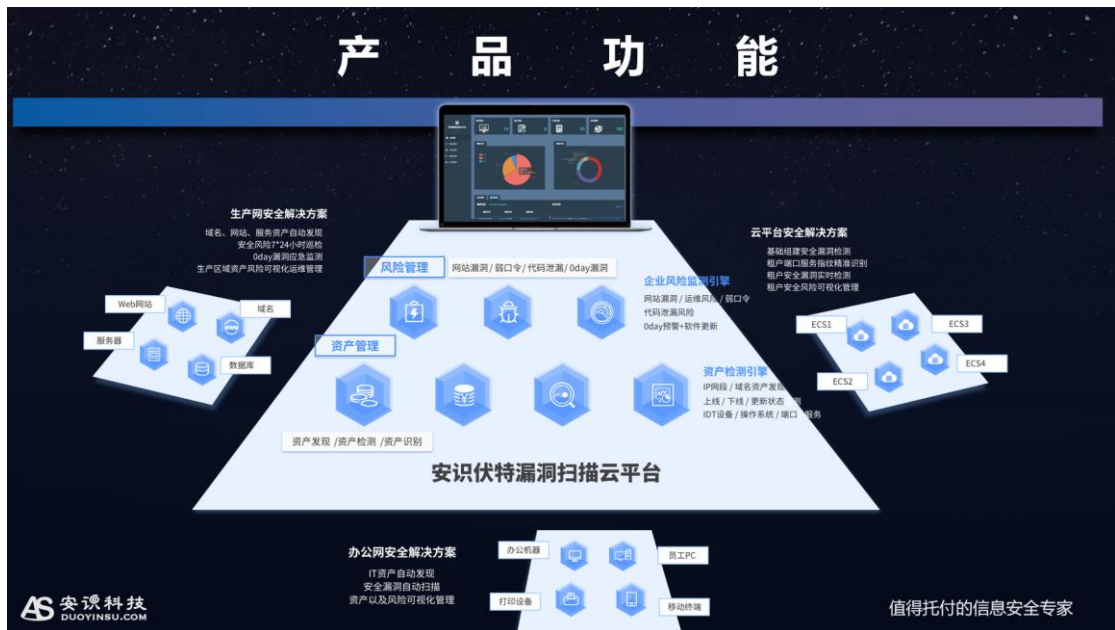 产品功能
生产网安全解决方案
域名、网站、服务资产自动发现
安全风险7*24小时巡检
0day漏洞应急监测
生产区域资产风险可视化运维管理
云平台安全解决方案
基础组建安全漏洞检测
租户端口服务指纹精准识别
租户安全漏洞实时检测
租户安全风险可视化管理
风险管理
网站漏洞/ 弱口令/ 代码泄漏/ 0day漏洞
企业风险监测引擎
网站漏洞 / 运维风险 / 弱口令
代码泄漏风险
0day预警+软件更新
Web网站
域名
服务器
数据库
ECS1
ECS3
ECS2
ECS4
资产管理
资产检测引擎
IP网段 / 域名资产发现
上线 / 下线 / 更新状态 测
IDT设备 / 操作系统 / 端口 服务
资产发现 /资产检测 /资产识别
安识伏特漏洞扫描云平台
办公网安全解决方案
IT资产自动发现
安全漏洞自动扫描
资产以及风险可视化管理
办公机器
员工PC
打印设备
移动终端
AS 安识科技
DUOYINSU.COM
值得托付的信息安全专家